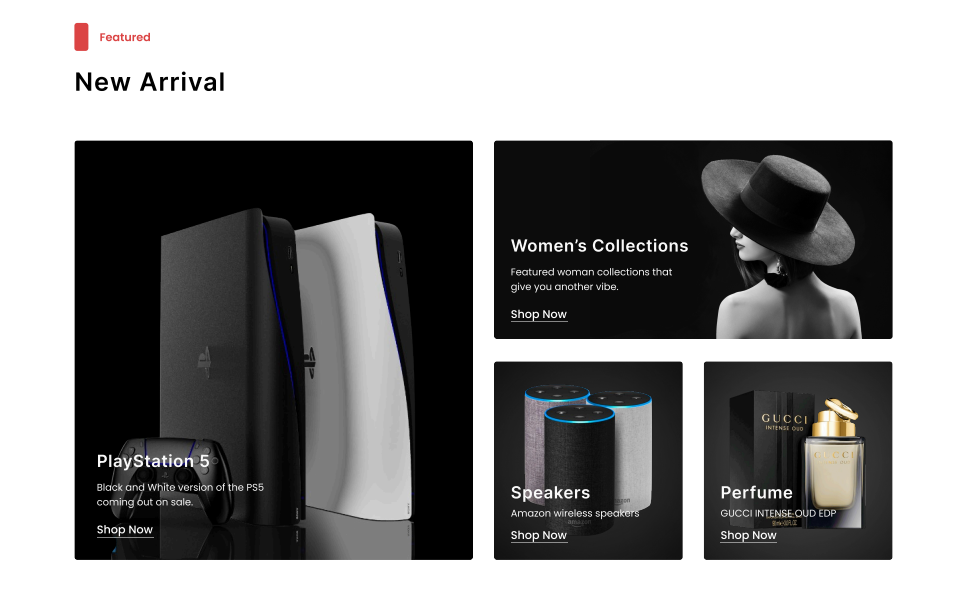 Featured
New Arrival
PlayStation 5
Black and White version of the PS5
coming out on sale.
Shop Now
Women’s Collections
Featured woman collections that
give you another vibe.
Shop Now
Speakers
Amazon wireless speakers
amazon
Shop Now
GUCCI
INTENSE OUD
GUCCI
Perfume
GUCCI INTENSE OUD EDP
Shop Now